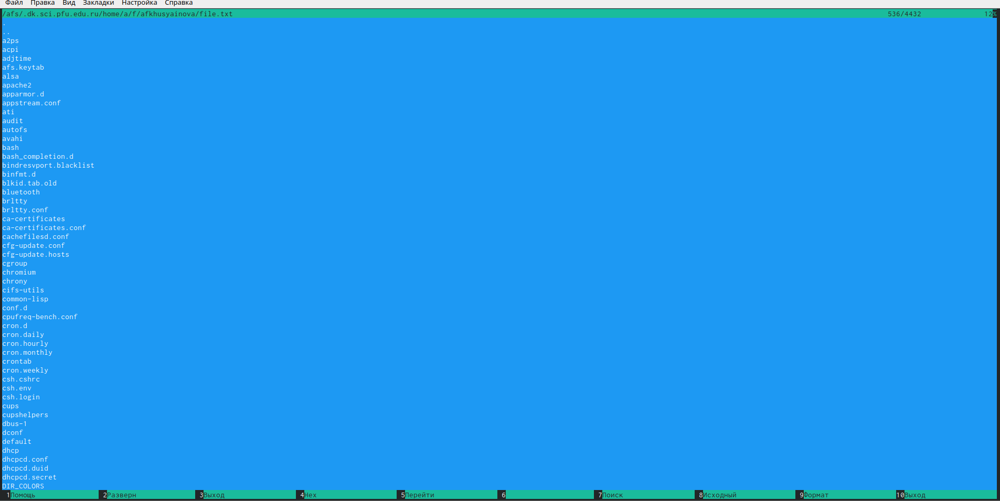 Файл Правка Вид Закладки Настройка Справка
/afs/.dk.sci.pfu.edu.ru/home/a/f/afkhusyainova/file.txt 536/4432 12%
.
..
a2ps
acpi
adjtime
afs.keytab
alsa
apache2
apparmor.d
appstream.conf
ati
audit
autofs
avahi
bash
bash_completion.d
bindresvport.blacklist
binfmt.d
blkid.tab.old
bluetooth
brltty
brltty.conf
ca-certificates
ca-certificates.conf
cachefilesd.conf
cfg-update.conf
cfg-update.hosts
cgroup
chromium
chrony
cifs-utils
common-lisp
conf.d
cpufreq-bench.conf
cron.d
cron.daily
cron.hourly
cron.monthly
crontab
cron.weekly
csh.cshrc
csh.env
csh.login
cups
cupshelpers
dbus-1
dconf
default
dhcp
dhcpcd.conf
dhcpcd.duid
dhcpcd.secret
DIR_COLORS
1Помощь 2Разверн 3Выход 4Hex 5Перейти 6 7Поиск 8Исходный 9Формат 10Выход